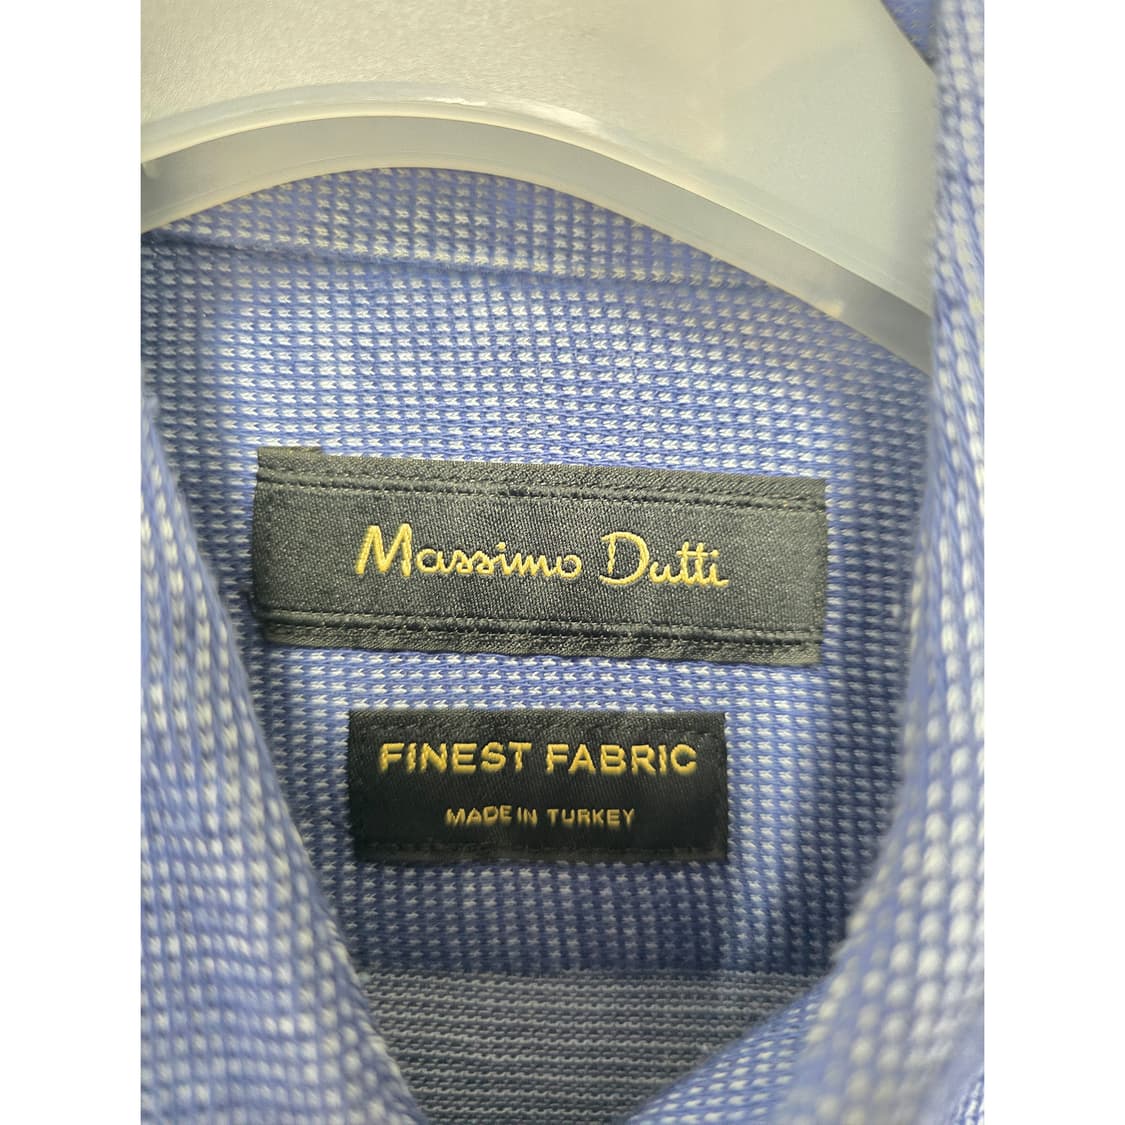 Massimo Dutti
FINEST FABRIC
MADE IN TURKEY